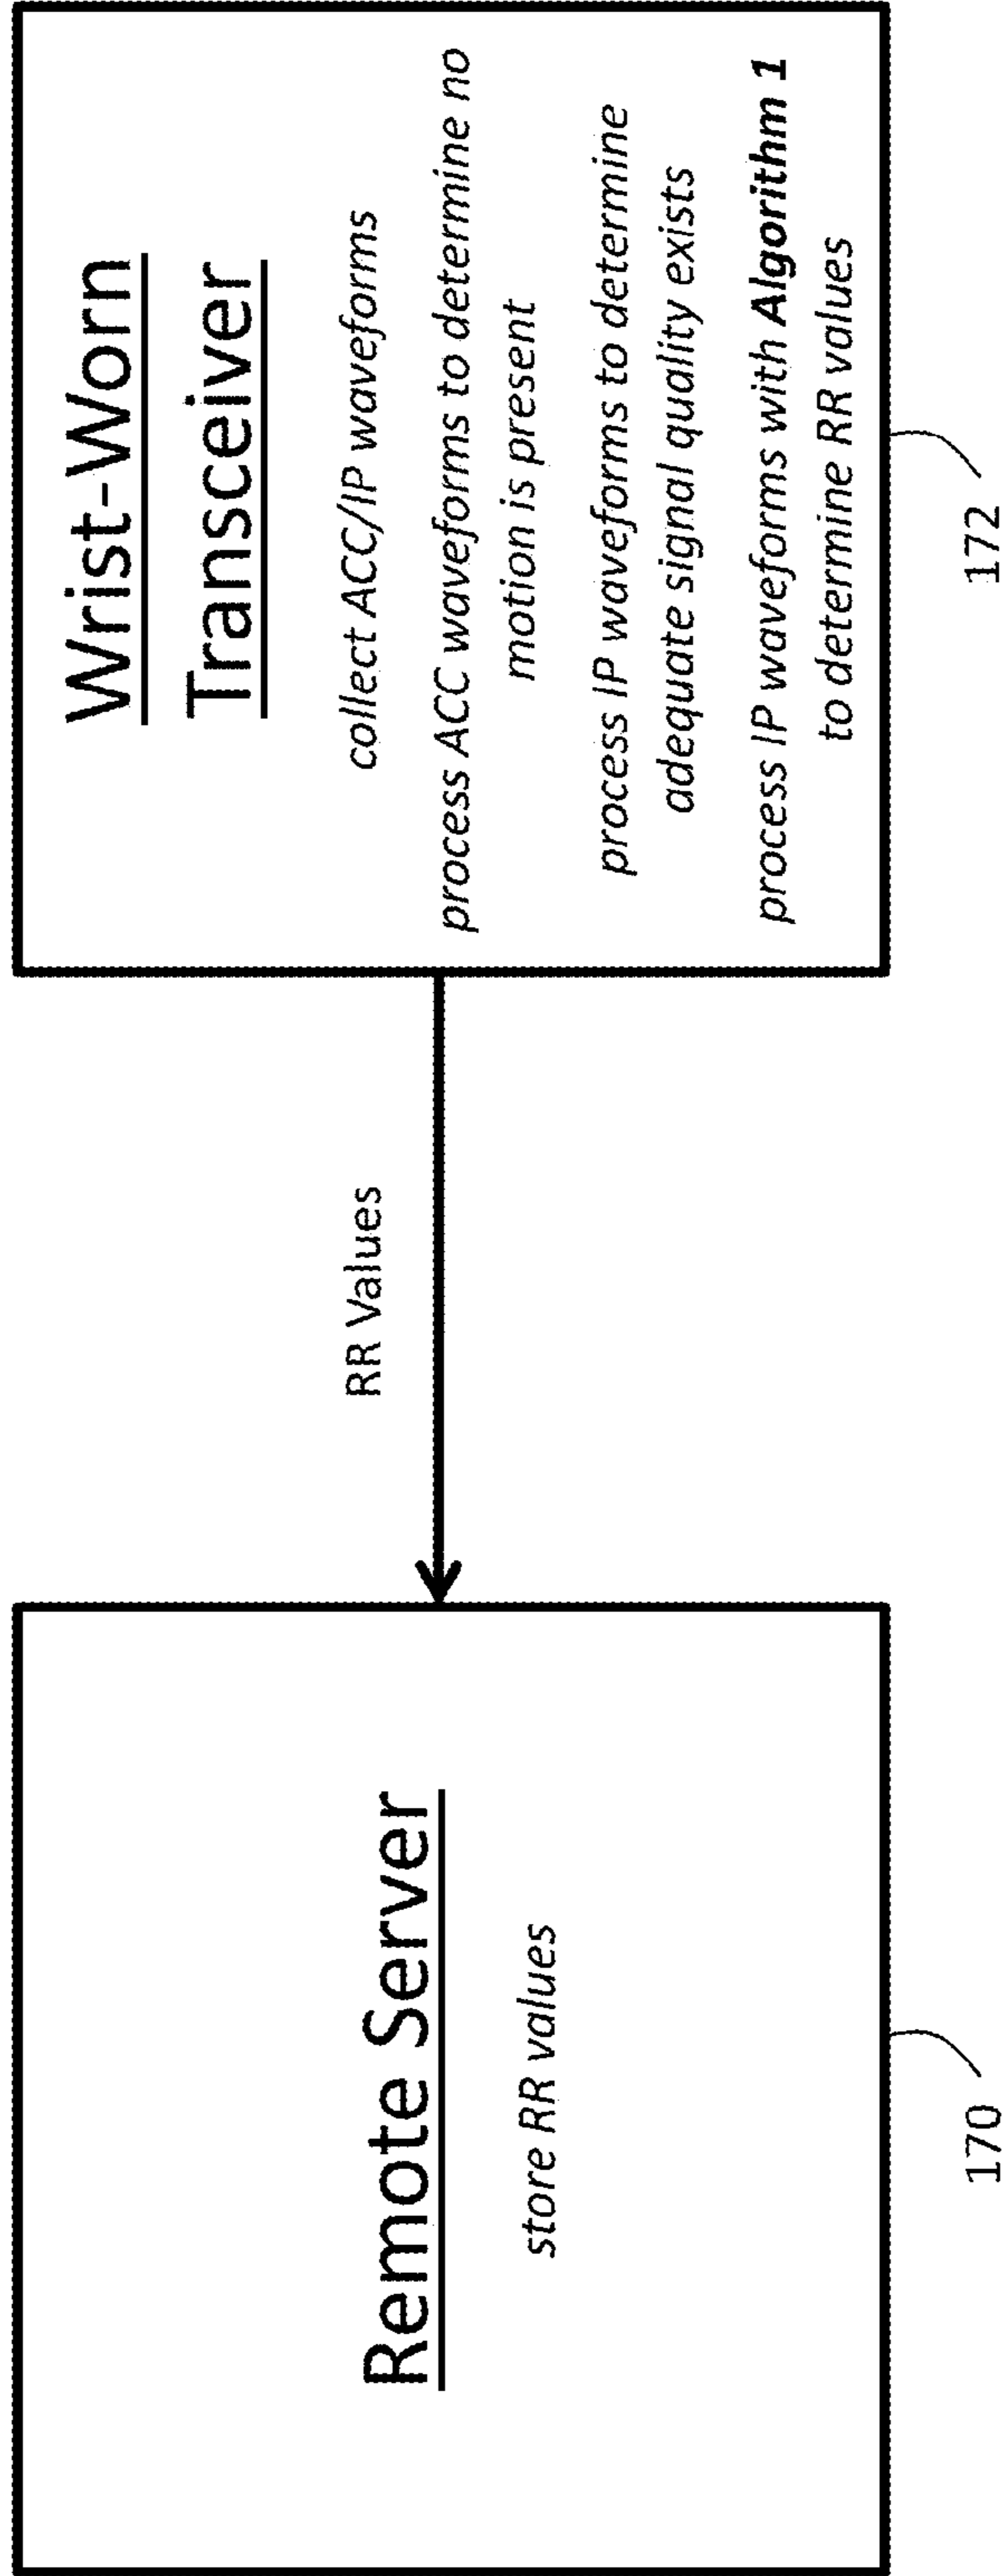 Remote Server
store RR values
170
RR Values
Wrist-Worn
Transceiver
collect ACC/IP waveforms
process ACC waveforms to determine no
motion is present
process IP waveforms to determine
adequate signal quality exists
process IP waveforms with Algorithm 1
to determine RR values
172